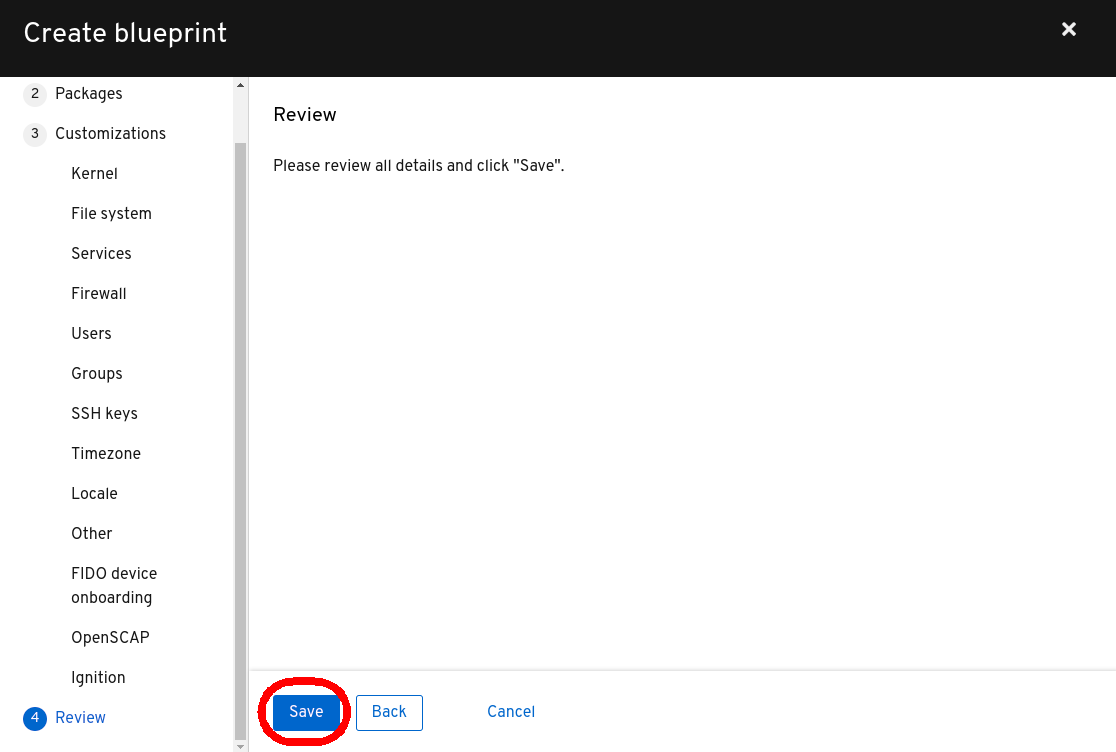 Create blueprint
2 Packages
3 Customizations
Kernel
File system
Services
Firewall
Users
Groups
SSH keys
Timezone
Locale
Other
FIDO device
onboarding
OpenSCAP
Ignition
4 Review
Review
Please review all details and click "Save".
Save Back Cancel